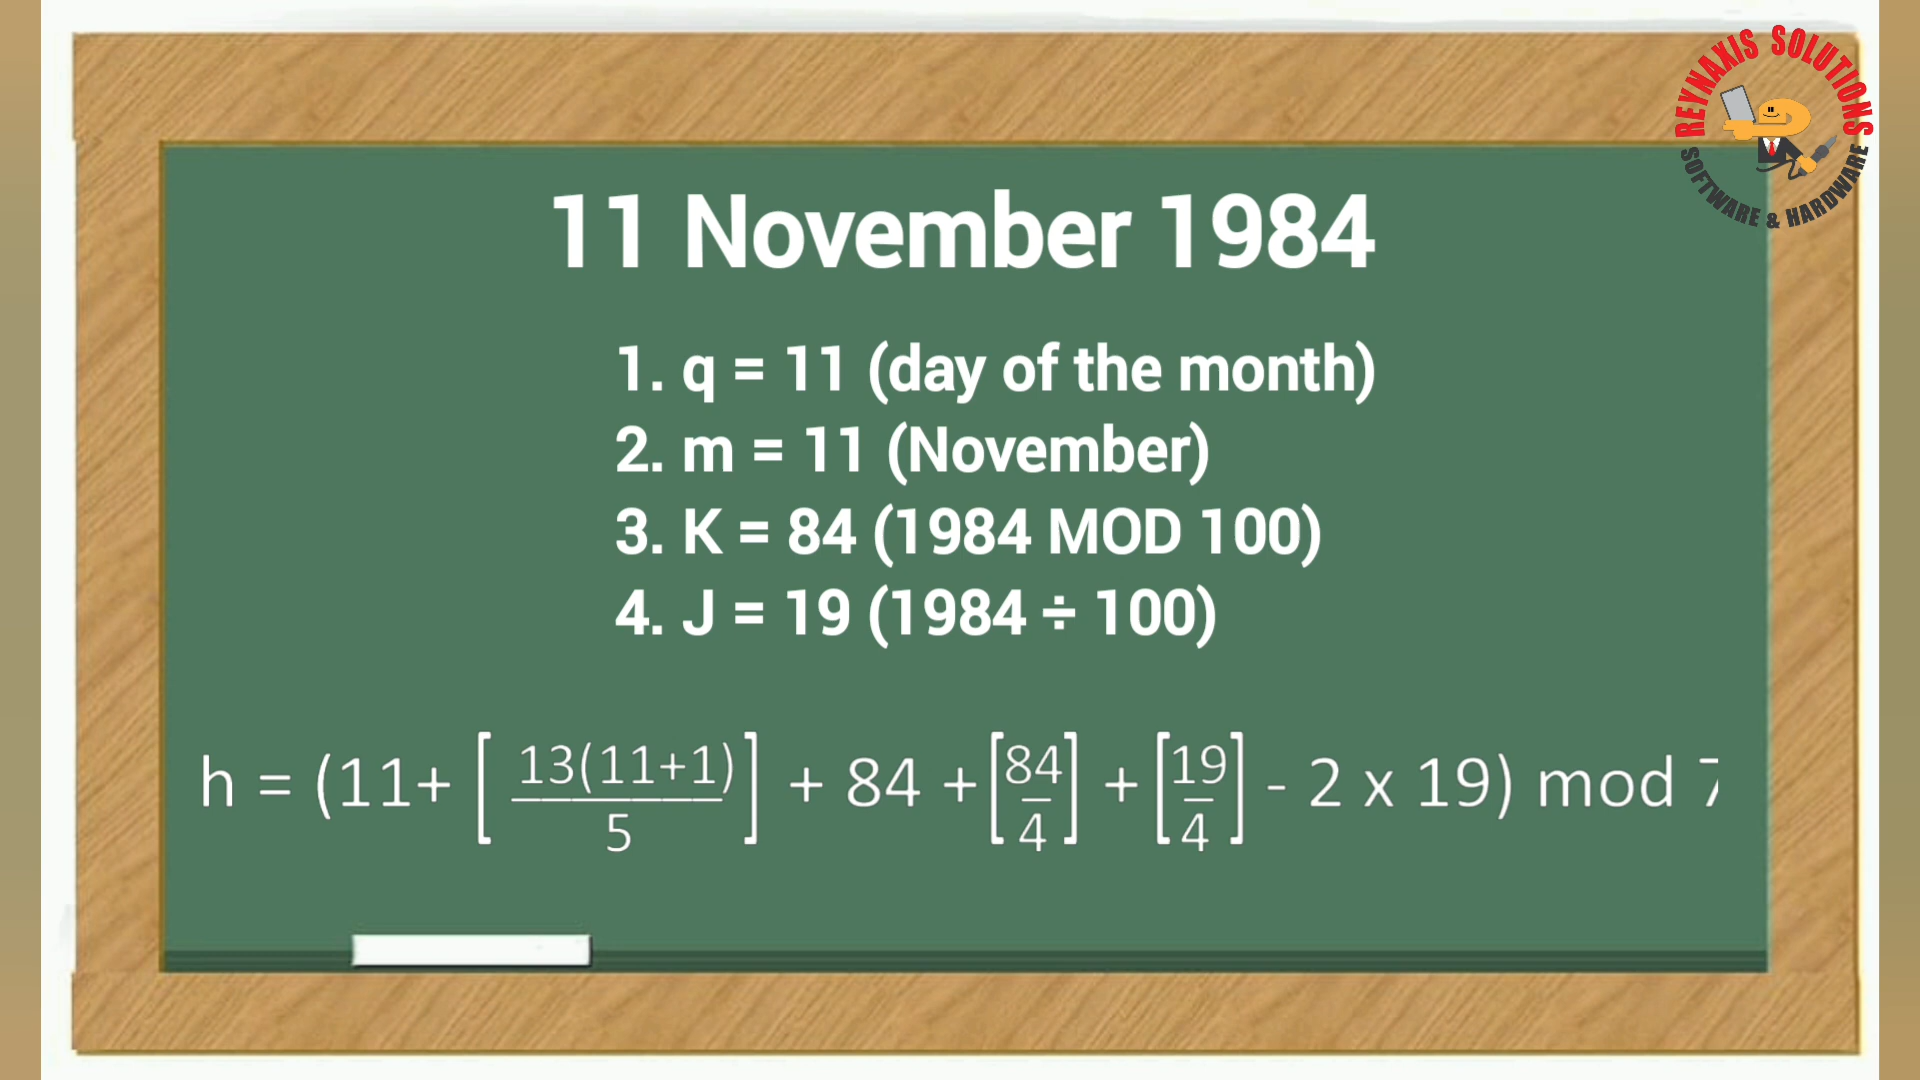 REYNAXIS SOLUTIONS
SOFTWARE & HARDWARE
11 November 1984
1. q = 11 (day of the month)
2. m = 11 (November)
3. K = 84 (1984 MOD 100)
4. J = 19 (1984 ÷ 100)
h = (11+ [ 13(11+1) / 5 ] + 84 + [ 84 / 4 ] + [ 19 / 4 ] - 2 x 19) mod 7